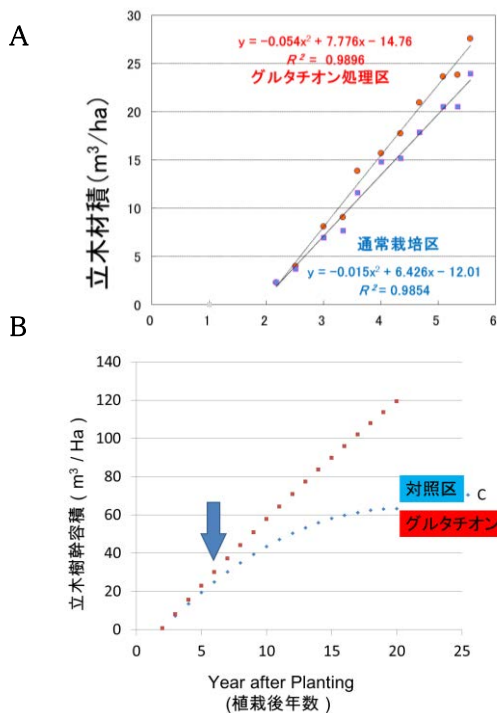 A
立木材積(m³/ha)
30
25
20
15
10
5
0
y = −0.054x² + 7.776x − 14.76
R² = 0.9896
グルタチオン処理区
通常栽培区
y = −0.015x² + 6.426x − 12.01
R² = 0.9854
0 1 2 3 4 5 6
B
立木樹幹容積(m³/Ha)
140
120
100
80
60
40
20
0
対照区 C
グルタチオン
0 5 10 15 20 25
Year after Planting
(植栽後年数)